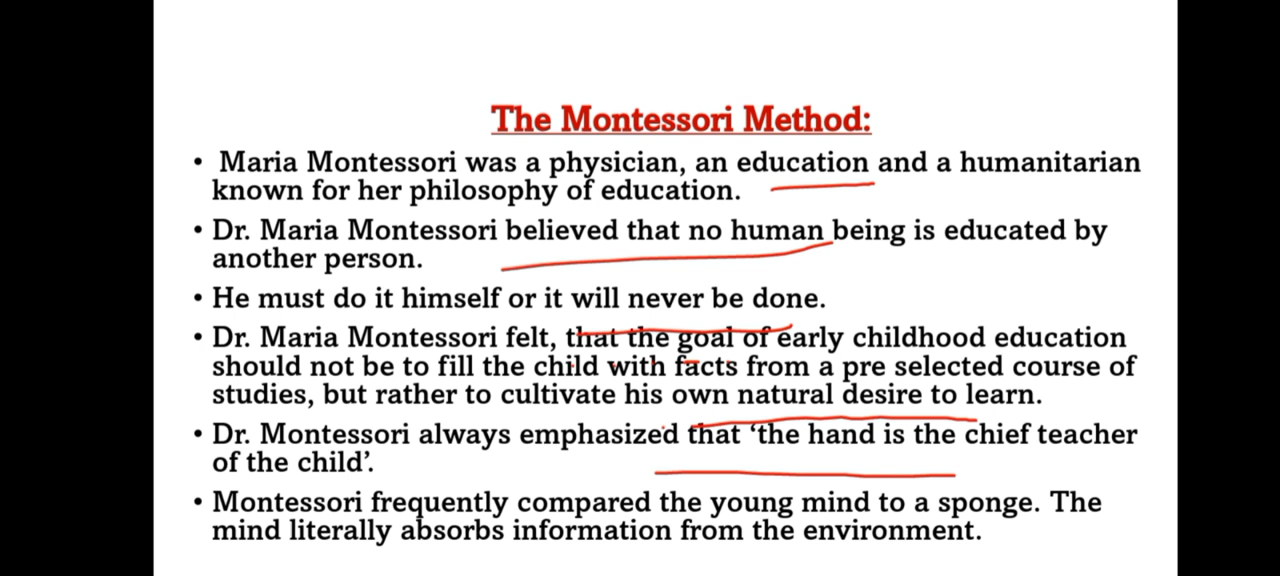 The Montessori Method:
• Maria Montessori was a physician, an education and a humanitarian
known for her philosophy of education.
• Dr. Maria Montessori believed that no human being is educated by
another person.
• He must do it himself or it will never be done.
• Dr. Maria Montessori felt, that the goal of early childhood education
should not be to fill the child with facts from a pre selected course of
studies, but rather to cultivate his own natural desire to learn.
• Dr. Montessori always emphasized that ‘the hand is the chief teacher
of the child’.
• Montessori frequently compared the young mind to a sponge. The
mind literally absorbs information from the environment.